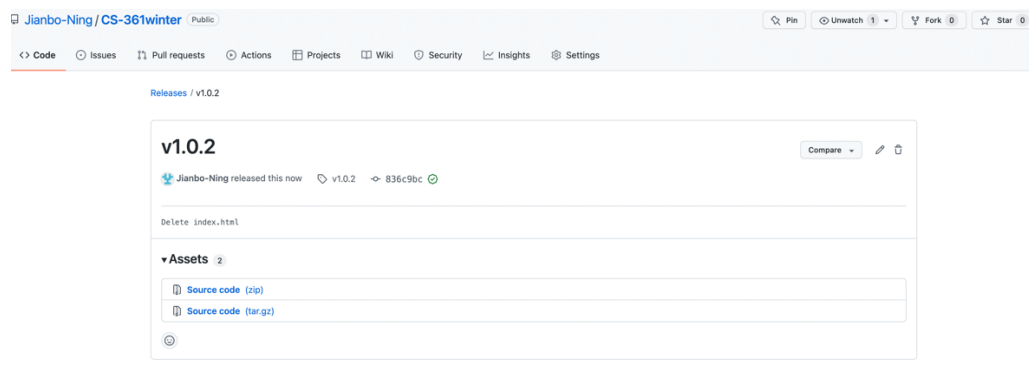 Jianbo-Ning / CS-361winter Public Pin Unwatch 1 Fork 0 Star 0
<> Code Issues Pull requests Actions Projects Wiki Security Insights Settings
Releases / v1.0.2
v1.0.2 Compare
Jianbo-Ning released this now v1.0.2 836c9bc
Delete index.html
Assets 2
Source code (zip)
Source code (tar.gz)